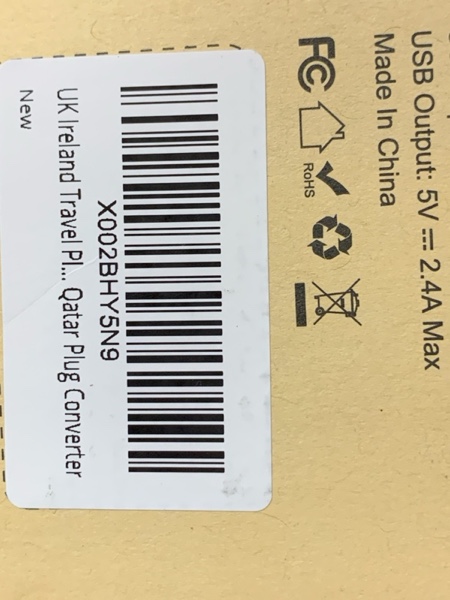 USB Output: 5V ⎓ 2.4A Max
Made In China
FC
RoHS
X002BHY5N9
UK Ireland Travel Pl... Qatar Plug Converter
New